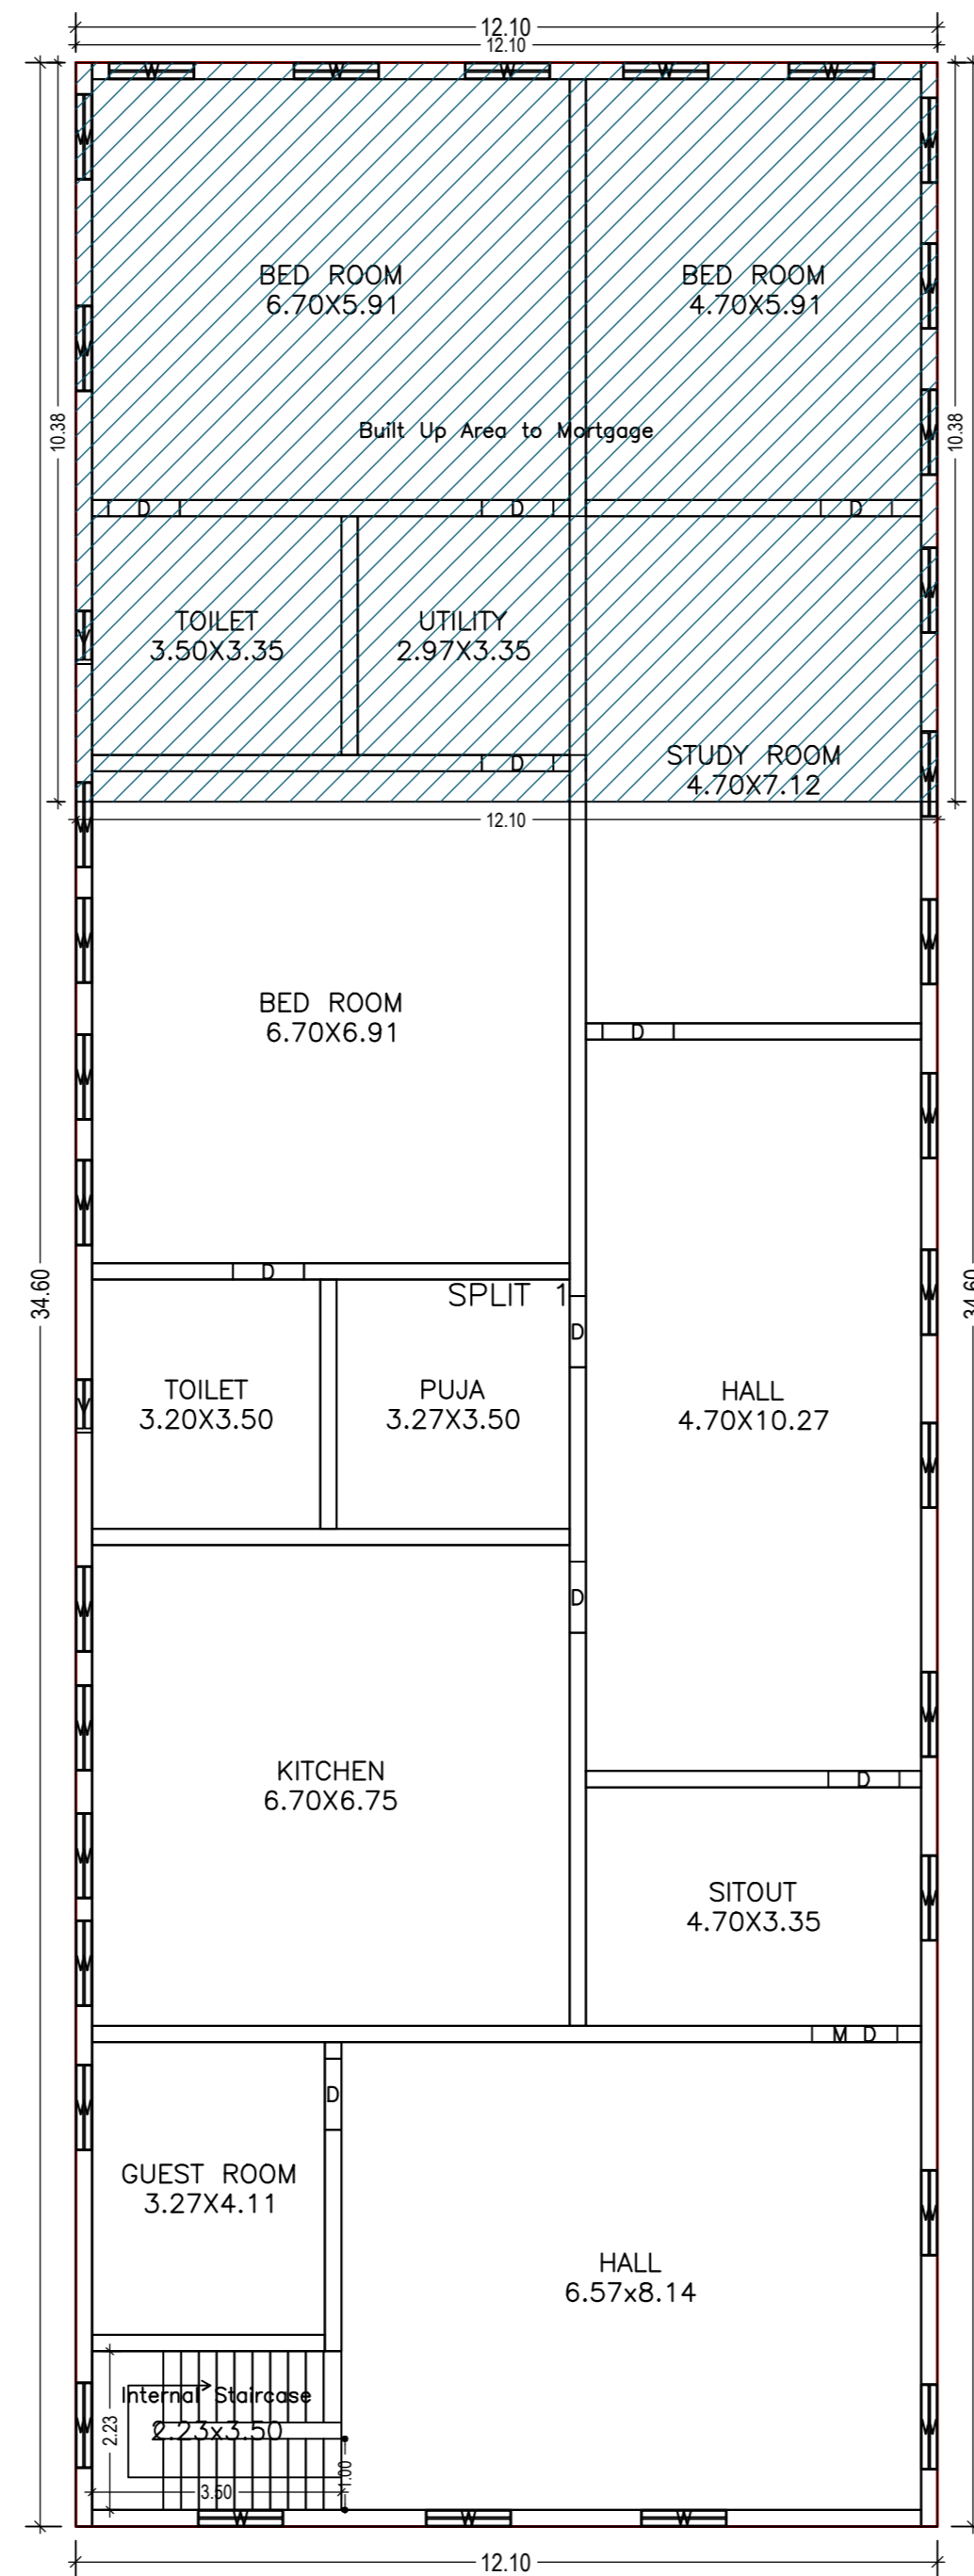 12.10
12.10
W W W W W
W W
BED ROOM
6.70X5.91
BED ROOM
4.70X5.91
W
W
10.38
Built Up Area to Mortgage
W
10.38
D D D
W
TOILET
3.50X3.35
UTILITY
2.97X3.35
V
D
STUDY ROOM
4.70X7.12
W
W
12.10
W
W
BED ROOM
6.70X6.91
D
W
W
W
D
SPLIT 1
34.60
34.60
W
D
TOILET
3.20X3.50
PUJA
3.27X3.50
HALL
4.70X10.27
V
W
D
W
W
W
KITCHEN
6.70X6.75
D
W
SITOUT
4.70X3.35
W
W
M D
W
D
GUEST ROOM
3.27X4.11
W
HALL
6.57x8.14
Internal Staircase
2.23x3.50
2.23
W
W
3.50
1.00
W W W
12.10